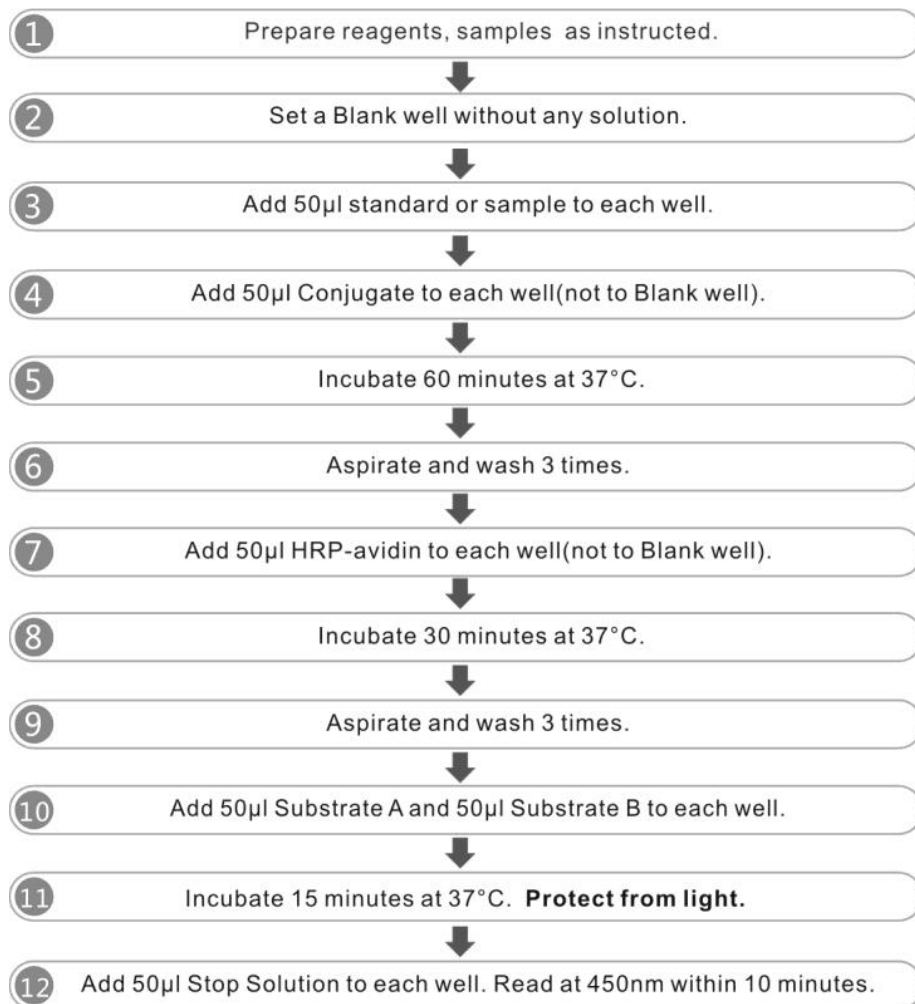 1 Prepare reagents, samples as instructed.
2 Set a Blank well without any solution.
3 Add 50µl standard or sample to each well.
4 Add 50µl Conjugate to each well(not to Blank well).
5 Incubate 60 minutes at 37°C.
6 Aspirate and wash 3 times.
7 Add 50µl HRP-avidin to each well(not to Blank well).
8 Incubate 30 minutes at 37°C.
9 Aspirate and wash 3 times.
10 Add 50µl Substrate A and 50µl Substrate B to each well.
11 Incubate 15 minutes at 37°C. Protect from light.
12 Add 50µl Stop Solution to each well. Read at 450nm within 10 minutes.